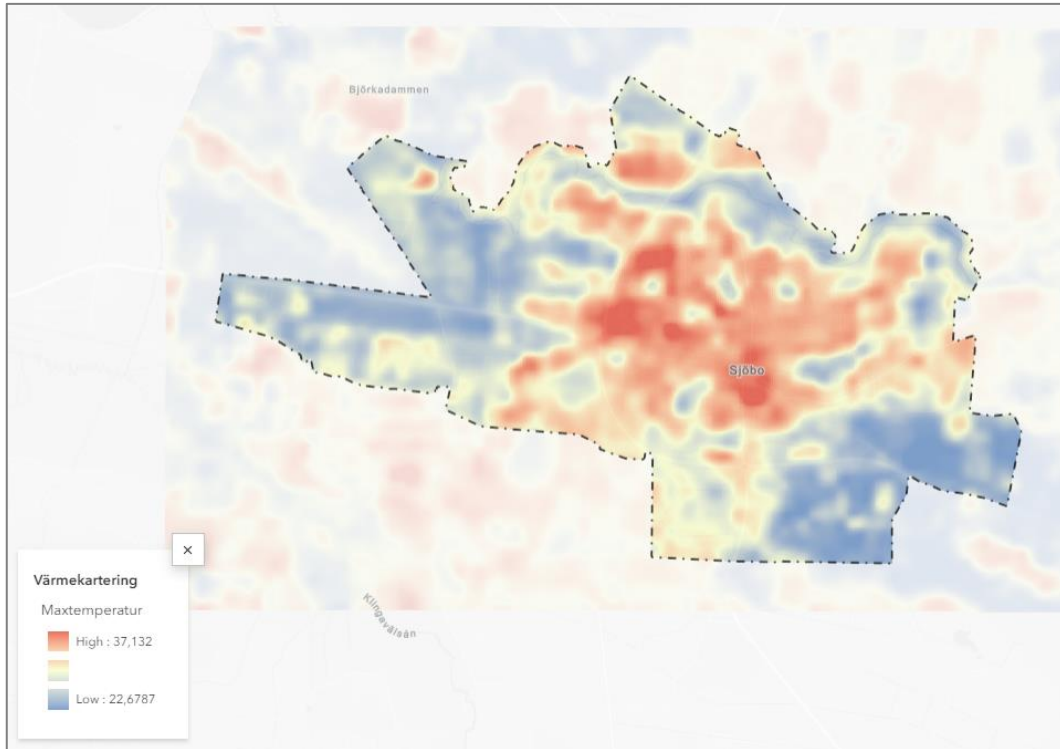 Björkadammen
Sjöbo
×
Värmekartering
Maxtemperatur
High : 37,132
Low : 22,6787
Klingavälsån